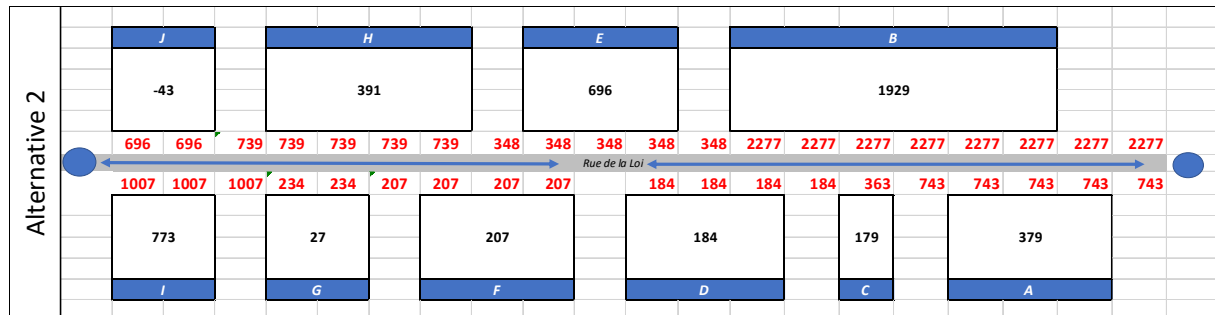 Alternative 2
J H E B
-43 391 696 1929
696 696 739 739 739 739 739 348 348 348 348 348 2277 2277 2277 2277 2277 2277 2277 2277
Rue de la Loi
1007 1007 1007 234 234 207 207 207 207 184 184 184 184 363 743 743 743 743 743
773 27 207 184 179 379
I G F D C A